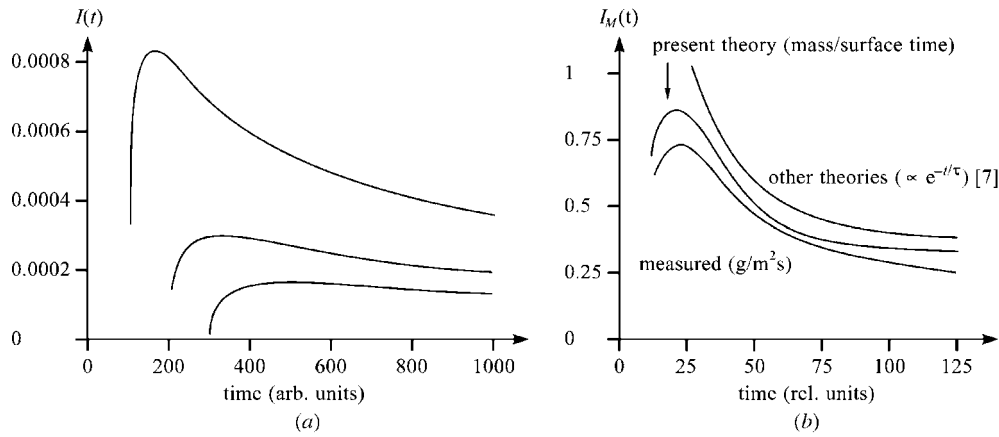 I(t)
0.0008
0.0006
0.0004
0.0002
0
0 200 400 600 800 1000
time (arb. units)
(a)
I_M(t)
present theory (mass/surface time)
1
0.75
other theories (∝ e^{−t/τ}) [7]
0.5
measured (g/m²s)
0.25
0
0 25 50 75 100 125
time (rel. units)
(b)